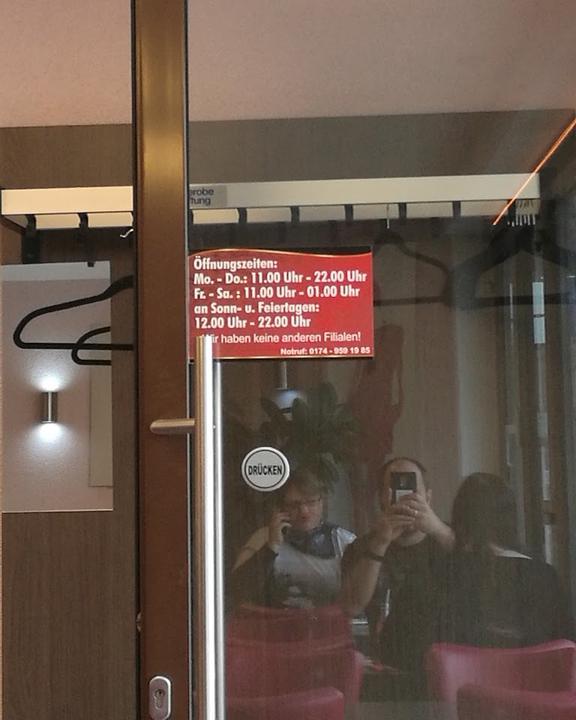 Öffnungszeiten:
Mo. - Do.: 11.00 Uhr - 22.00 Uhr
Fr. - Sa. : 11.00 Uhr - 01.00 Uhr
an Sonn- u. Feiertagen:
12.00 Uhr - 22.00 Uhr
Wir haben keine anderen Filialen!
Notruf: 0174 - 959 19 85
DRÜCKEN